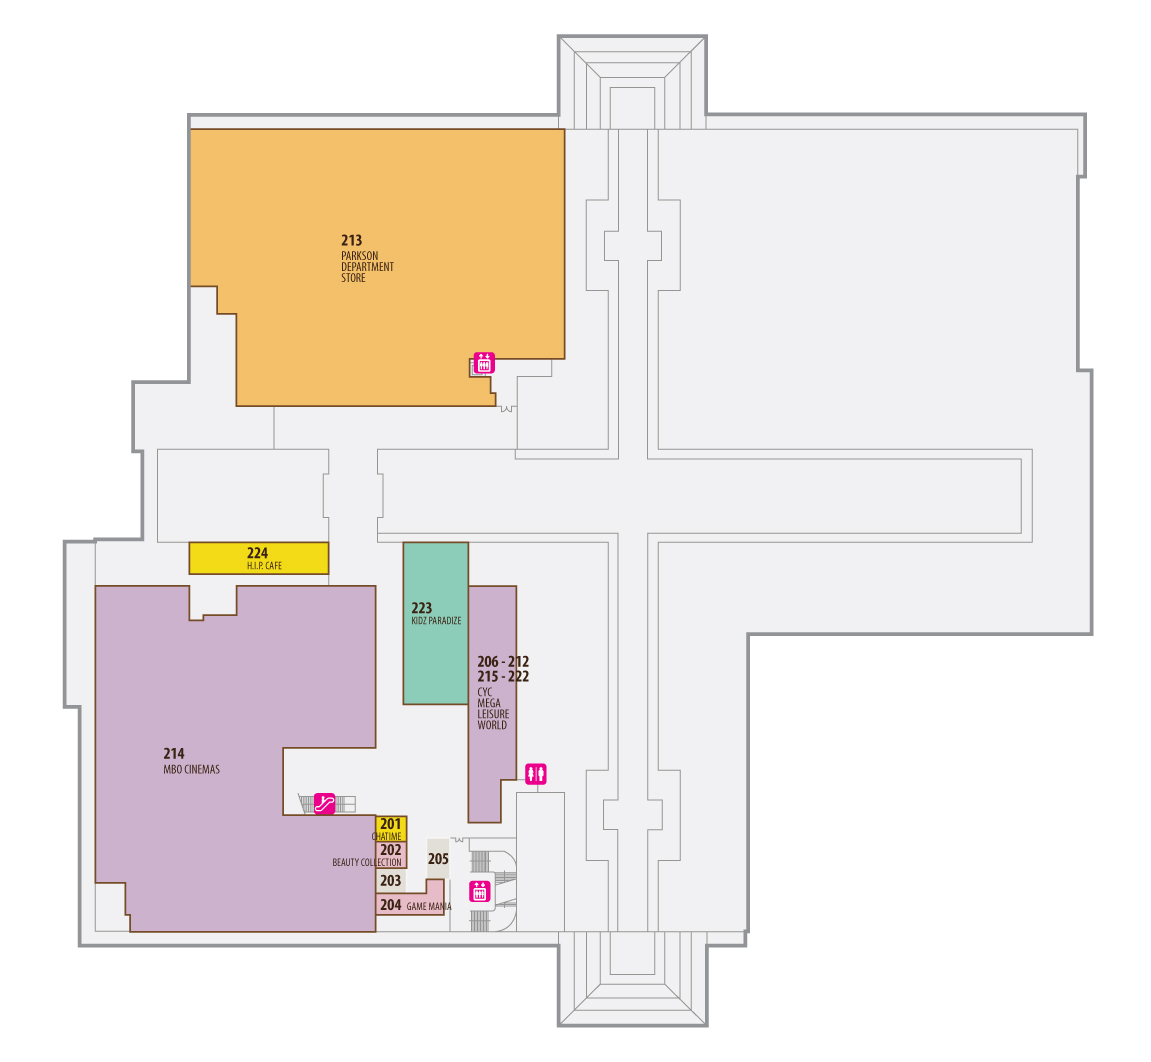 213
PARKSON
DEPARTMENT
STORE
224
H.I.P. CAFE
223
KIDZ PARADIZE
206 - 212
215 - 222
CYC
MEGA
LEISURE
WORLD
214
MBO CINEMAS
201
CHATIME
202
BEAUTY COLLECTION
205
203
204 GAME MANIA